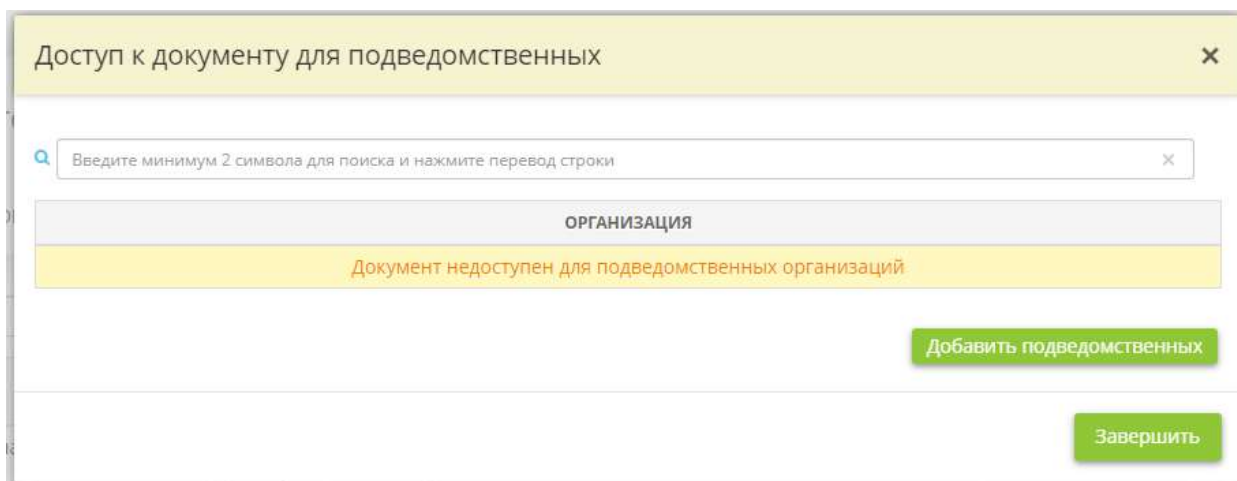 Доступ к документу для подведомственных
Введите минимум 2 символа для поиска и нажмите перевод строки
ОРГАНИЗАЦИЯ
Документ недоступен для подведомственных организаций
Добавить подведомственных
Завершить